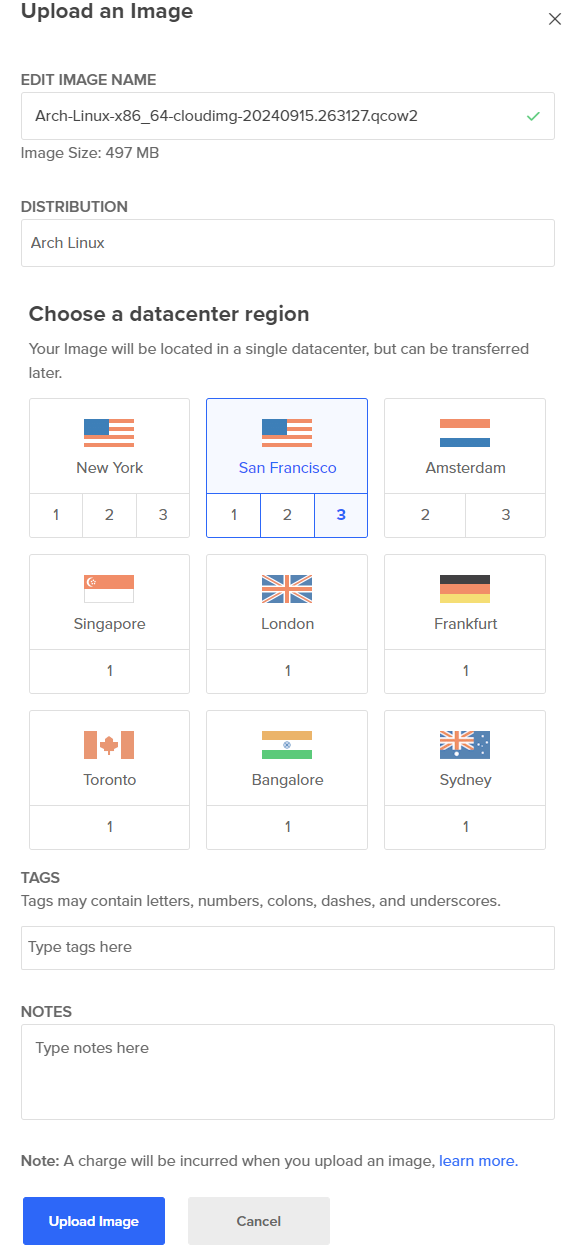 Upload an Image
EDIT IMAGE NAME
Arch-Linux-x86_64-cloudimg-20240915.263127.qcow2
Image Size: 497 MB
DISTRIBUTION
Arch Linux
Choose a datacenter region
Your Image will be located in a single datacenter, but can be transferred
later.
New York
1 2 3
San Francisco
1 2 3
Amsterdam
2 3
Singapore
1
London
1
Frankfurt
1
Toronto
1
Bangalore
1
Sydney
1
TAGS
Tags may contain letters, numbers, colons, dashes, and underscores.
Type tags here
NOTES
Type notes here
Note: A charge will be incurred when you upload an image, learn more.
Upload Image
Cancel